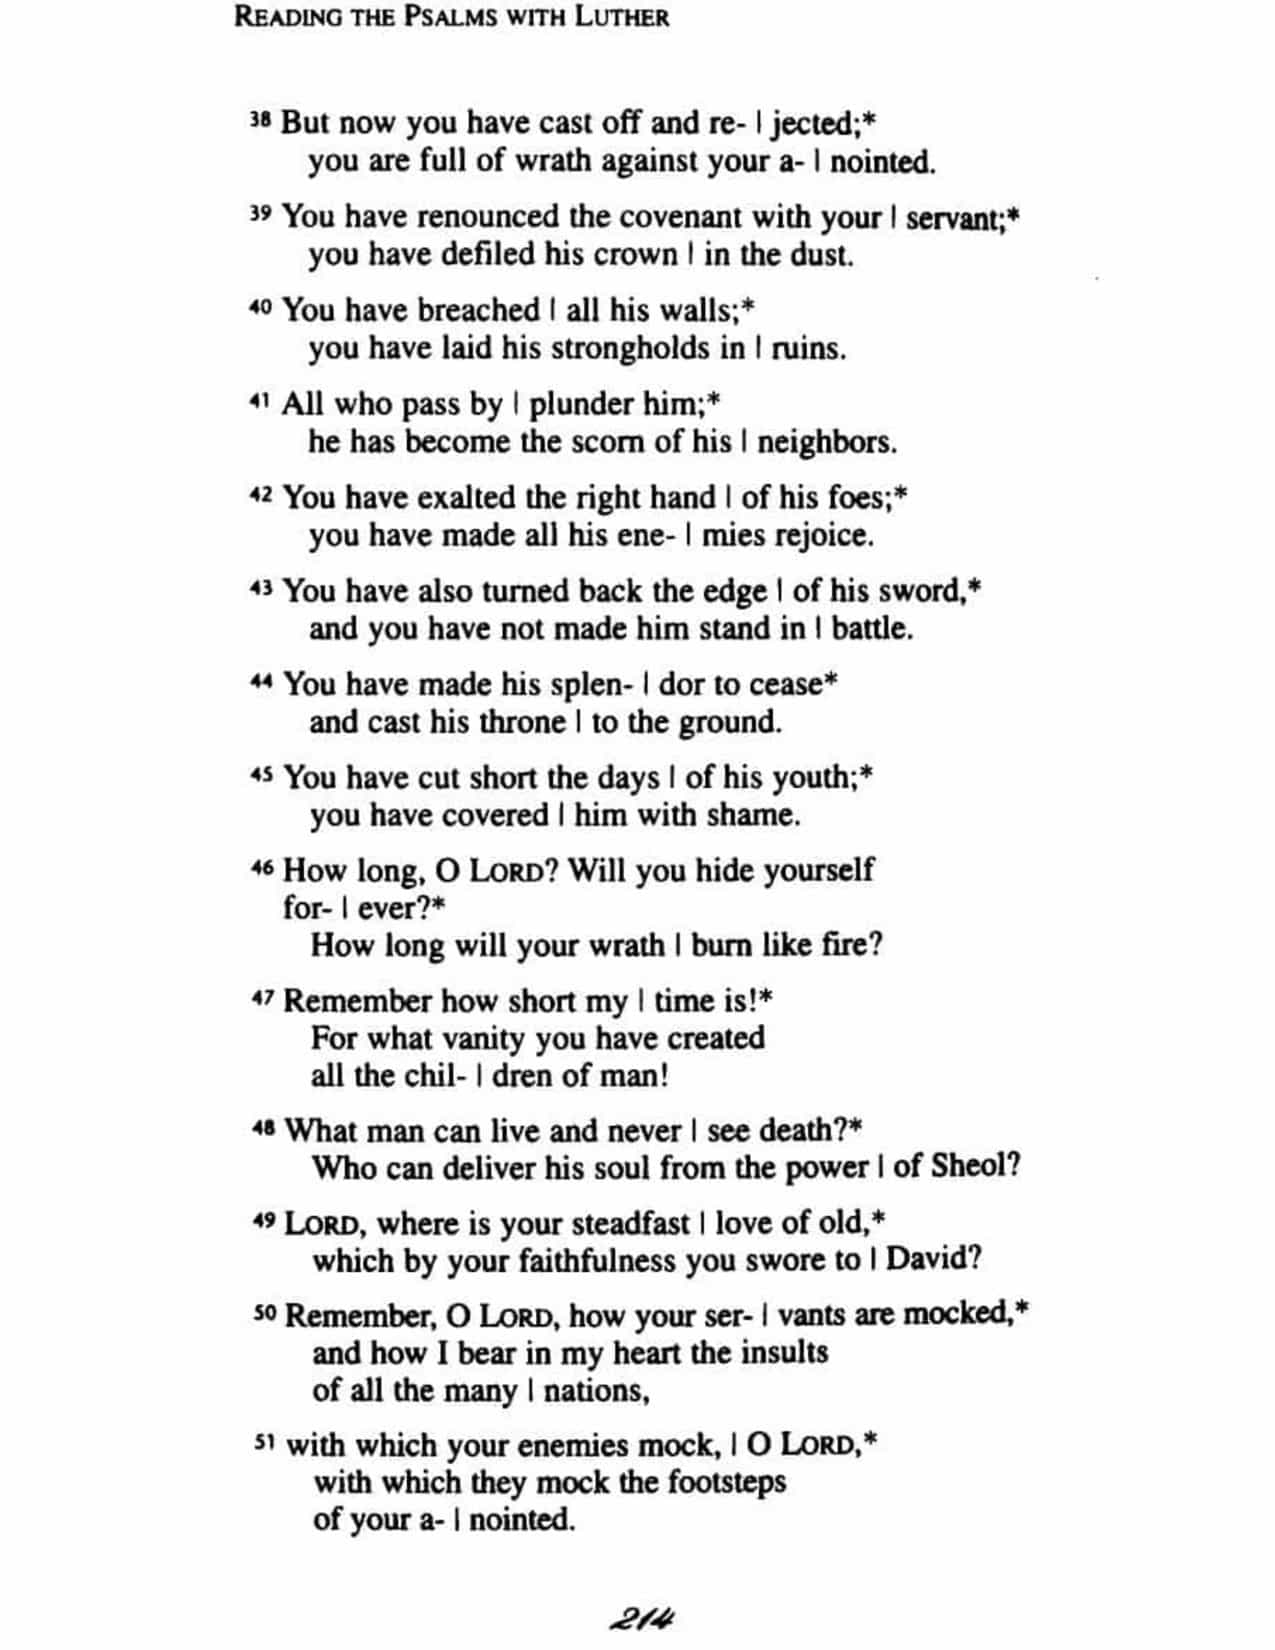 READING THE PSALMS WITH LUTHER
38 But now you have cast off and re- | jected;*
you are full of wrath against your a- | nointed.
39 You have renounced the covenant with your | servant;*
you have defiled his crown | in the dust.
40 You have breached | all his walls;*
you have laid his strongholds in | ruins.
41 All who pass by | plunder him;*
he has become the scorn of his | neighbors.
42 You have exalted the right hand | of his foes;*
you have made all his ene- | mies rejoice.
43 You have also turned back the edge | of his sword,*
and you have not made him stand in | battle.
44 You have made his splen- | dor to cease*
and cast his throne | to the ground.
45 You have cut short the days | of his youth;*
you have covered | him with shame.
46 How long, O LORD? Will you hide yourself
for- | ever?*
How long will your wrath | burn like fire?
47 Remember how short my | time is!*
For what vanity you have created
all the chil- | dren of man!
48 What man can live and never | see death?*
Who can deliver his soul from the power | of Sheol?
49 LORD, where is your steadfast | love of old,*
which by your faithfulness you swore to | David?
50 Remember, O LORD, how your ser- | vants are mocked,*
and how I bear in my heart the insults
of all the many | nations,
51 with which your enemies mock, | O LORD,*
with which they mock the footsteps
of your a- | nointed.
214